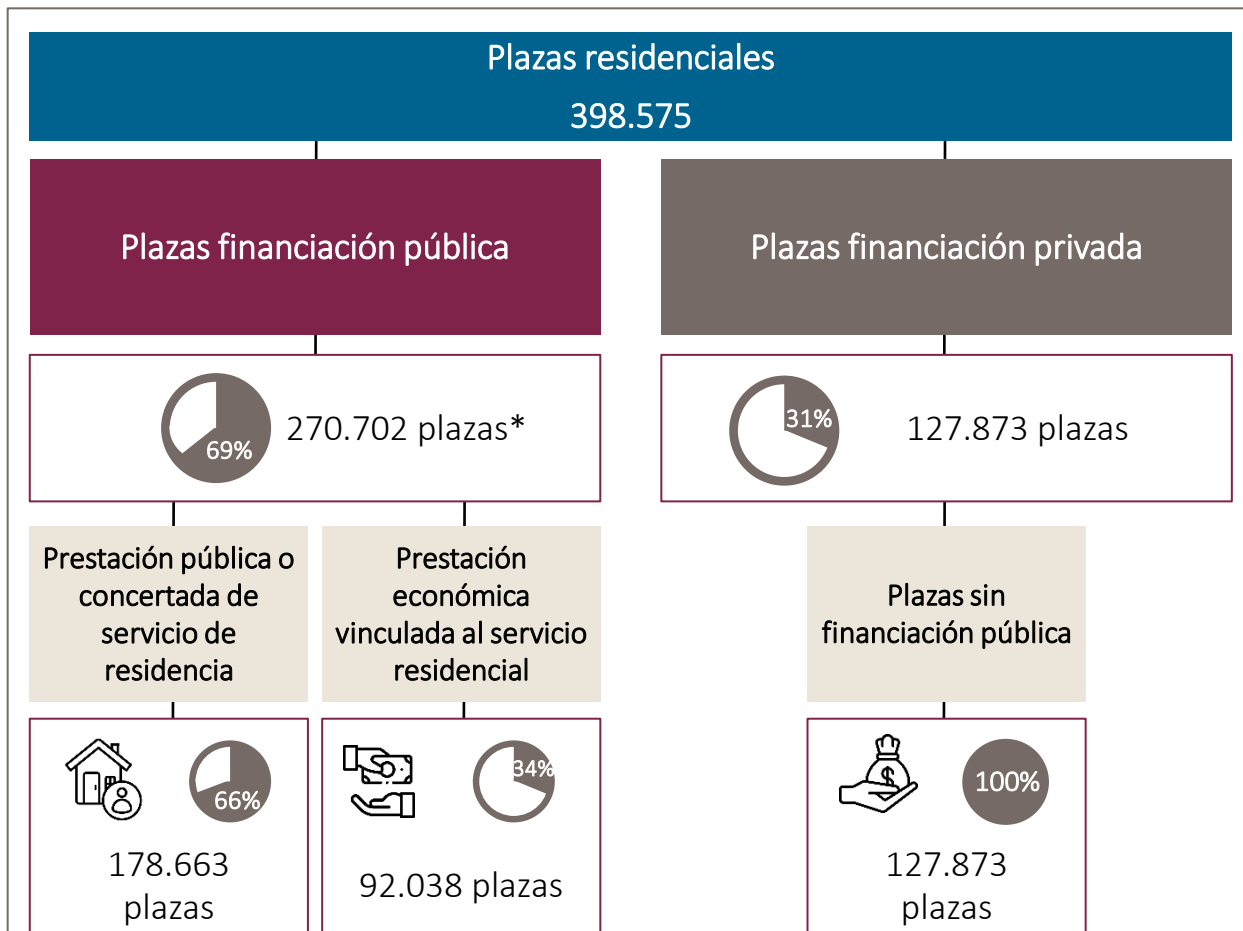 Plazas residenciales
398.575
Plazas financiación pública
Plazas financiación privada
69%
270.702 plazas*
31%
127.873 plazas
Prestación pública o
concertada de
servicio de
residencia
Prestación
económica
vinculada al servicio
residencial
Plazas sin
financiación pública
66%
178.663
plazas
34%
92.038 plazas
$
100%
127.873
plazas